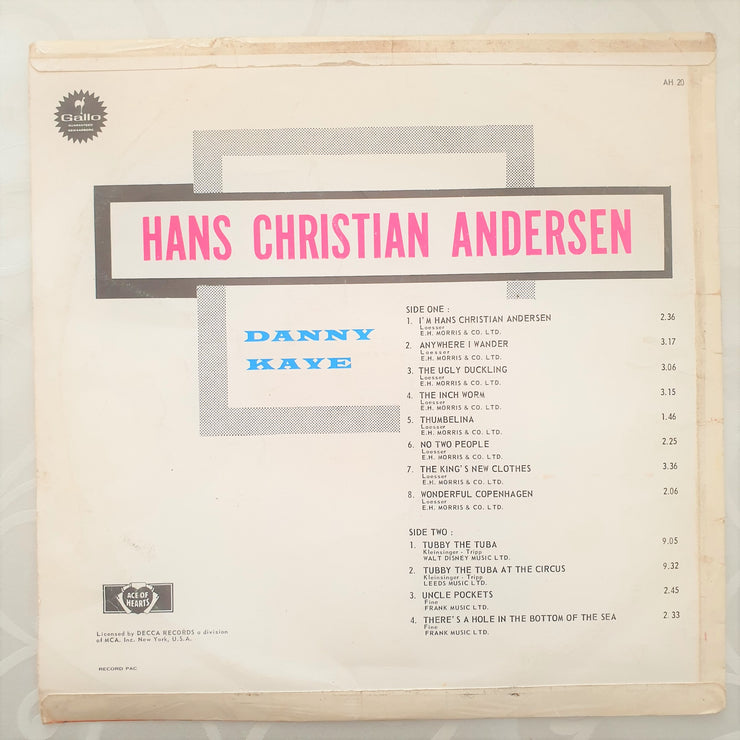 AH 20
Gallo
GUARANTEED
HANS CHRISTIAN ANDERSEN
DANNY
KAYE
SIDE ONE :
1. I'M HANS CHRISTIAN ANDERSEN 2.36
Loesser
E.H. MORRIS & CO. LTD.
2. ANYWHERE I WANDER 3.17
Loesser
E.H. MORRIS & CO. LTD.
3. THE UGLY DUCKLING 3.06
Loesser
E.H. MORRIS & CO. LTD.
4. THE INCH WORM 3.15
Loesser
E.H. MORRIS & CO. LTD.
5. THUMBELINA 1.46
Loesser
E.H. MORRIS & CO. LTD.
6. NO TWO PEOPLE 2.25
Loesser
E.H. MORRIS & CO. LTD.
7. THE KING'S NEW CLOTHES 3.36
Loesser
E.H. MORRIS & CO. LTD.
8. WONDERFUL COPENHAGEN 2.06
Loesser
E.H. MORRIS & CO. LTD.
SIDE TWO :
1. TUBBY THE TUBA 9.05
Kleinsinger - Tripp
WALT DISNEY MUSIC LTD.
2. TUBBY THE TUBA AT THE CIRCUS 9.32
Kleinsinger - Tripp
LEEDS MUSIC LTD.
3. UNCLE POCKETS 2.45
Fine
FRANK MUSIC LTD.
4. THERE'S A HOLE IN THE BOTTOM OF THE SEA 2.33
Fine
FRANK MUSIC LTD.
ACE OF
HEARTS
Licensed by DECCA RECORDS a division
of MCA. Inc. New York, U.S.A.
RECORD PAC